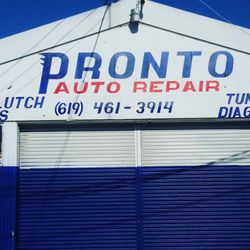 PRONTO
AUTO REPAIR
LUTCH (619) 461-3914 TUN
S DIAG